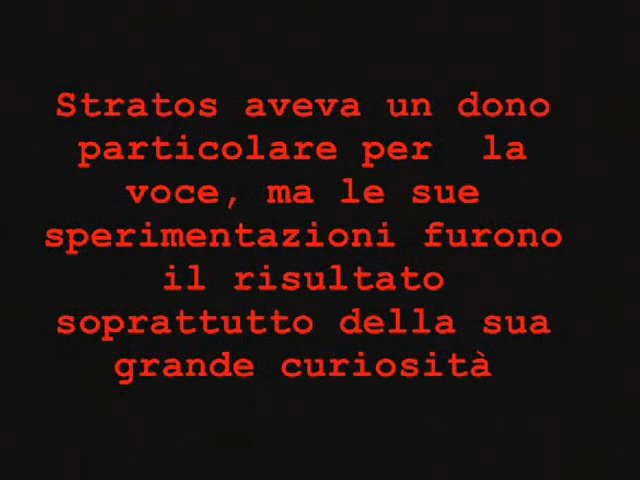 Stratos aveva un dono
particolare per  la
voce, ma le sue
sperimentazioni furono
il risultato
soprattutto della sua
grande curiosità